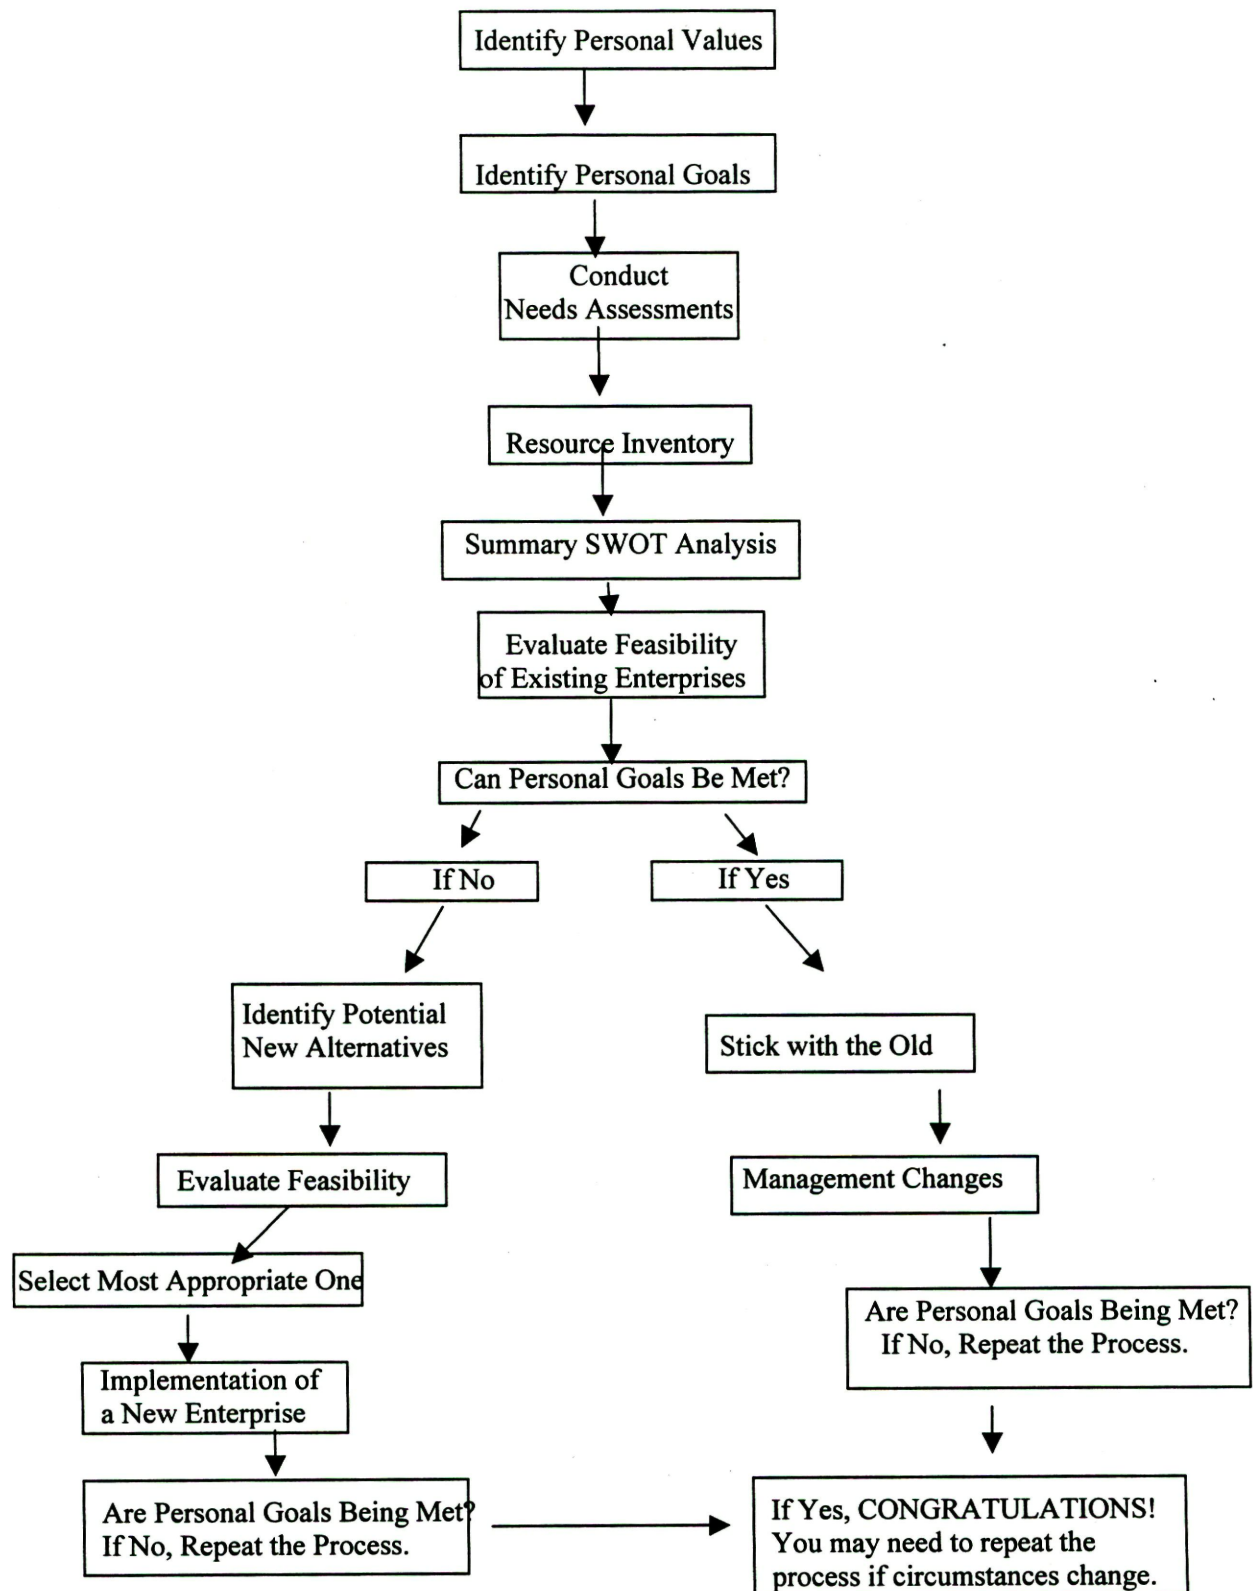 Identify Personal Values
Identify Personal Goals
Conduct
Needs Assessments
Resource Inventory
Summary SWOT Analysis
Evaluate Feasibility
of Existing Enterprises
Can Personal Goals Be Met?
If No
If Yes
Identify Potential
New Alternatives
Stick with the Old
Evaluate Feasibility
Management Changes
Select Most Appropriate One
Are Personal Goals Being Met?
If No, Repeat the Process.
Implementation of
a New Enterprise
Are Personal Goals Being Met?
If No, Repeat the Process.
If Yes, CONGRATULATIONS!
You may need to repeat the
process if circumstances change.